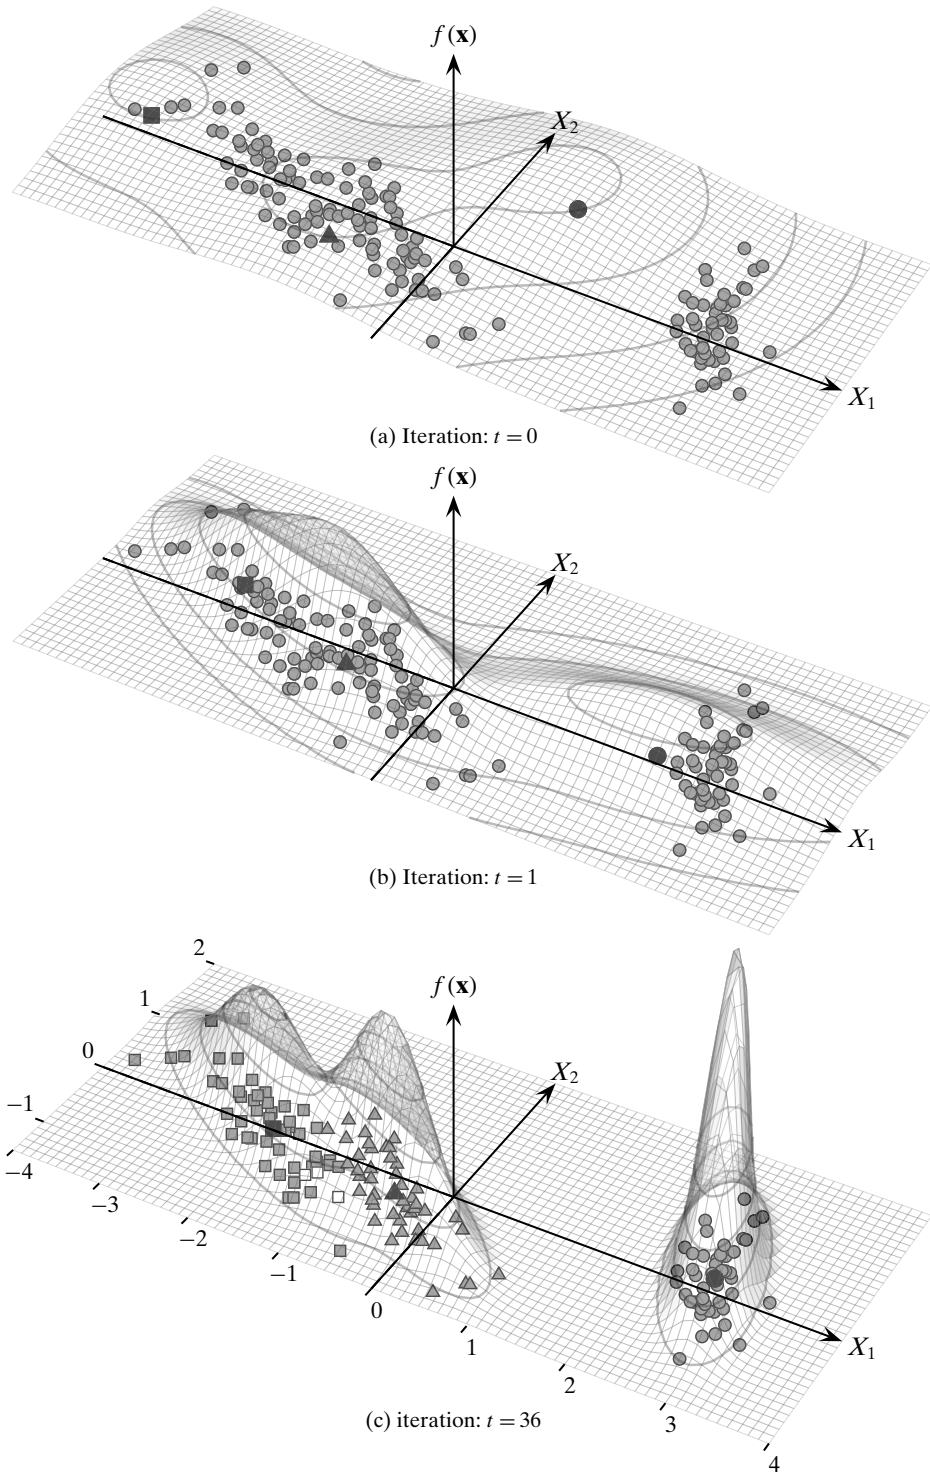 f (x)
X2
X1
(a) Iteration: t = 0
f (x)
X2
X1
(b) Iteration: t = 1
2
f (x)
1
0
X2
−1
−4
−3
−2
−1
0
1
X1
2
(c) iteration: t = 36
3
4